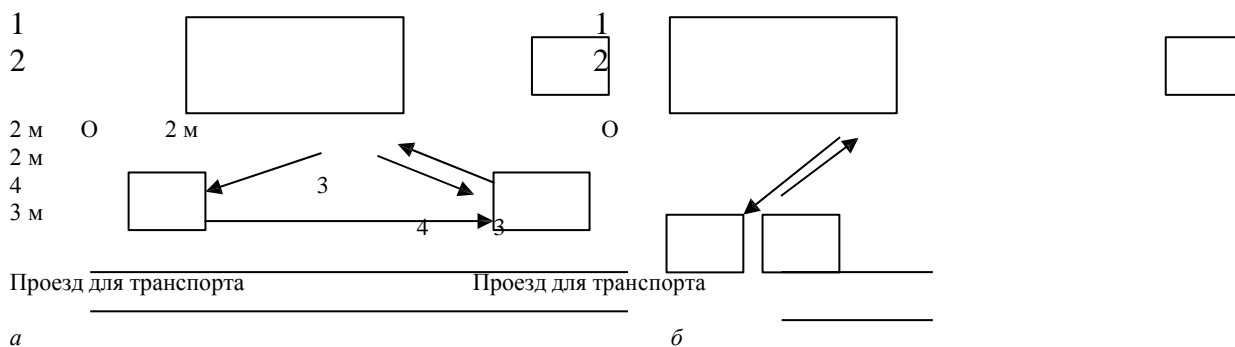 1 1
2 2
2 м О 2 м О
2 м
4 3
3 м 4 3
Проезд для транспорта Проезд для транспорта
а б